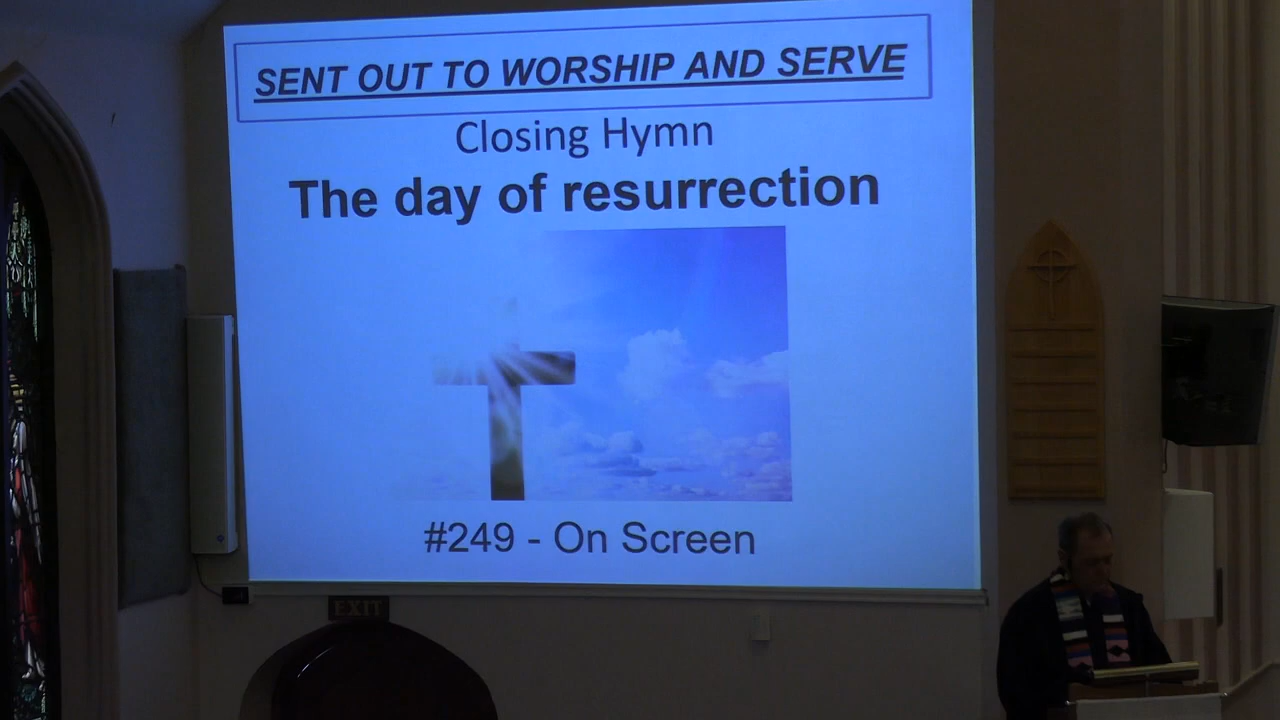 SENT OUT TO WORSHIP AND SERVE
Closing Hymn
The day of resurrection
#249 - On Screen
EXIT